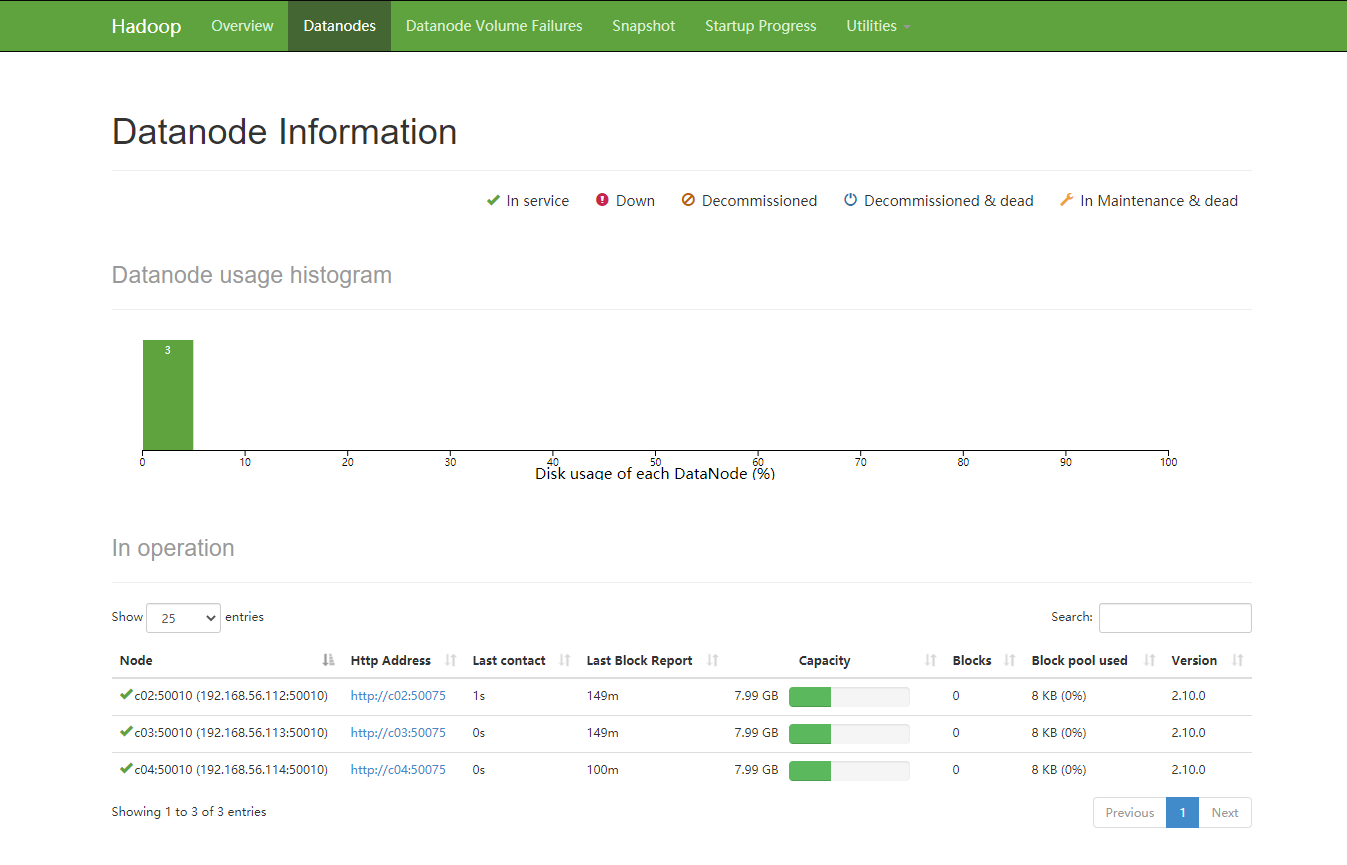 Hadoop Overview Datanodes Datanode Volume Failures Snapshot Startup Progress Utilities
Datanode Information
In service Down Decommissioned Decommissioned & dead In Maintenance & dead
Datanode usage histogram
3
0 10 20 30 40 50 60 70 80 90 100
Disk usage of each DataNode (%)
In operation
Show 25 entries Search:
Node Http Address Last contact Last Block Report Capacity Blocks Block pool used Version
c02:50010 (192.168.56.112:50010) http://c02:50075 1s 149m 7.99 GB 0 8 KB (0%) 2.10.0
c03:50010 (192.168.56.113:50010) http://c03:50075 0s 149m 7.99 GB 0 8 KB (0%) 2.10.0
c04:50010 (192.168.56.114:50010) http://c04:50075 0s 100m 7.99 GB 0 8 KB (0%) 2.10.0
Showing 1 to 3 of 3 entries Previous 1 Next